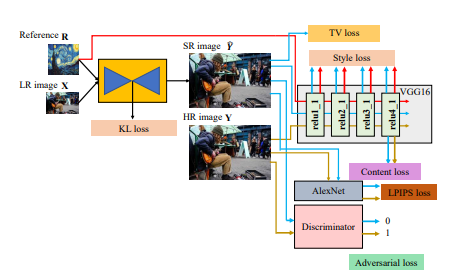 TV loss
Reference R
SR image Ŷ
Style loss
LR image X
VGG16
relu1_1
relu2_1
relu3_1
relu4_1
HR image Y
KL loss
Content loss
AlexNet
LPIPS loss
Discriminator
0
1
Adversarial loss